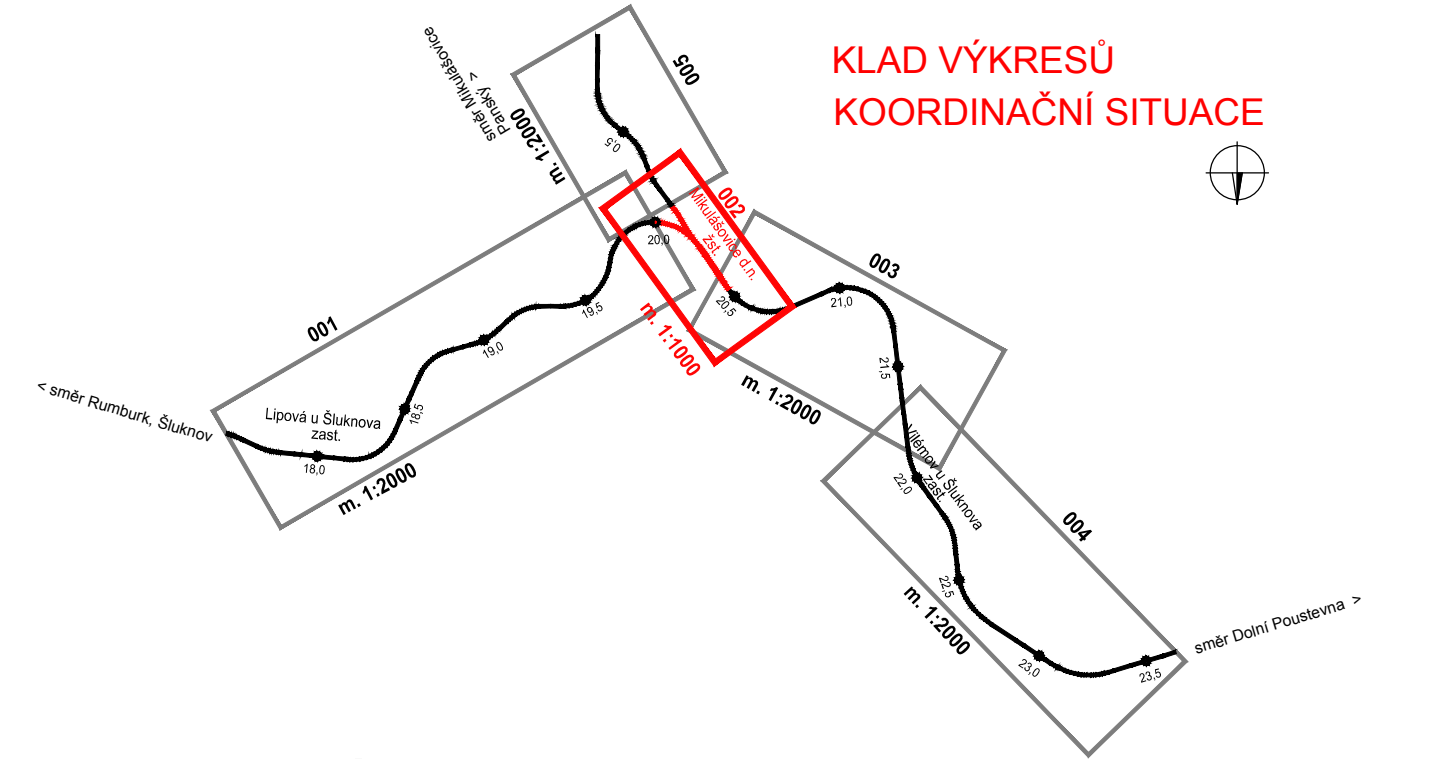 KLAD VÝKRESŮ
KOORDINAČNÍ SITUACE
směr Mikulášovice
Panský >
m. 1:2000
005
0,5
002
Mikulášovice d.n.
žst.
20,0
20,5
m. 1:1000
001
19,5
19,0
18,5
< směr Rumburk, Šluknov
Lipová u Šluknova
zast.
18,0
m. 1:2000
003
21,0
21,5
m. 1:2000
Vilémov u Šluknova
zast.
22,0
004
22,5
m. 1:2000
23,0
23,5
směr Dolní Poustevna >